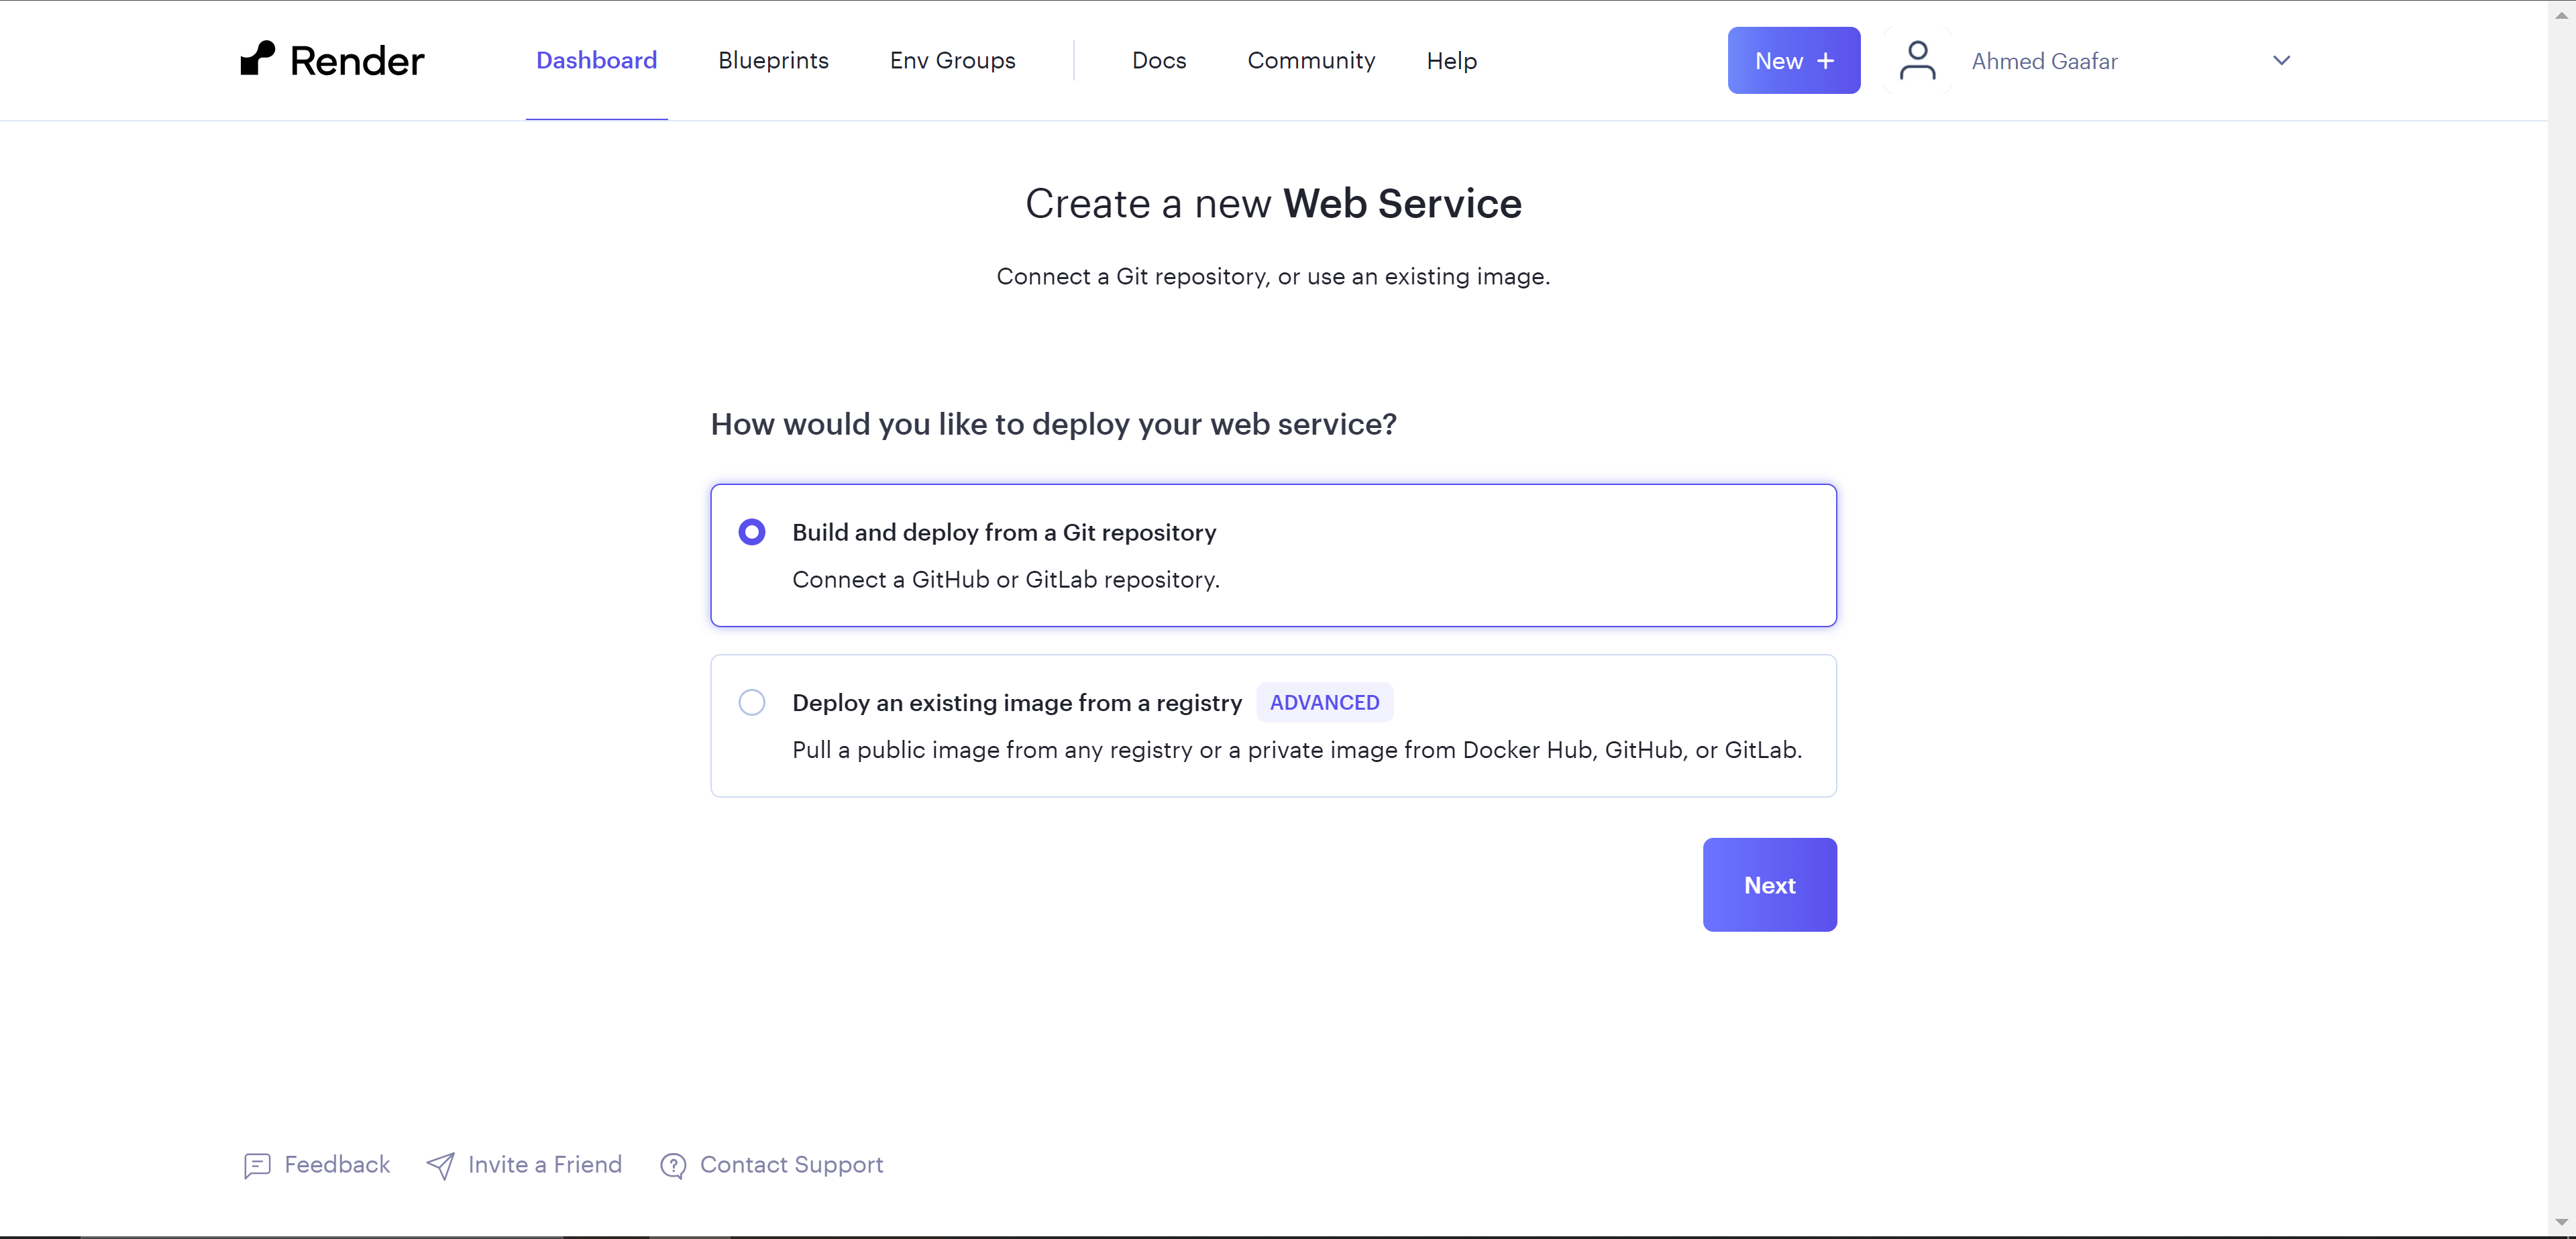 Render
Dashboard
Blueprints
Env Groups
Docs
Community
Help
New +
Ahmed Gaafar
Create a new Web Service
Connect a Git repository, or use an existing image.
How would you like to deploy your web service?
Build and deploy from a Git repository
Connect a GitHub or GitLab repository.
Deploy an existing image from a registry ADVANCED
Pull a public image from any registry or a private image from Docker Hub, GitHub, or GitLab.
Next
Feedback
Invite a Friend
Contact Support